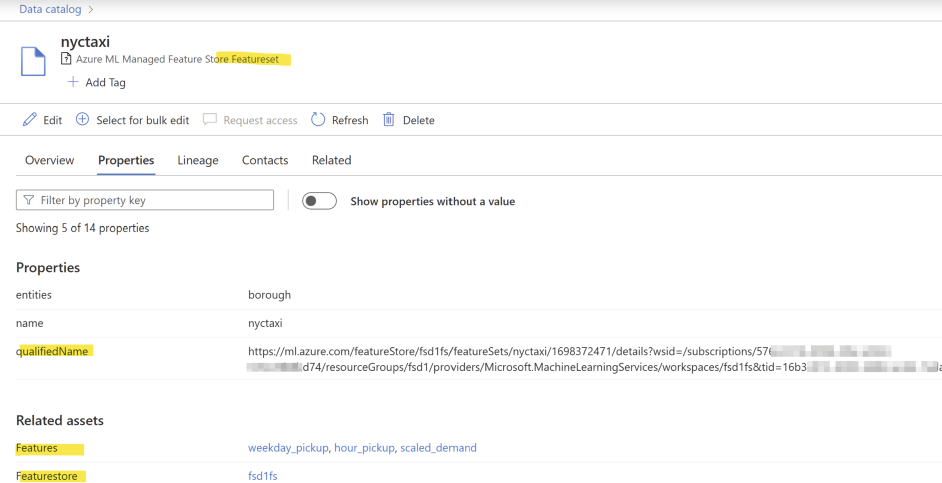 Data catalog >
nyctaxi
Azure ML Managed Feature Store Featureset
+ Add Tag
Edit Select for bulk edit Request access Refresh Delete
Overview Properties Lineage Contacts Related
Filter by property key Show properties without a value
Showing 5 of 14 properties
Properties
entities borough
name nyctaxi
qualifiedName https://ml.azure.com/featureStore/fsd1fs/featureSets/nyctaxi/1698372471/details?wsid=/subscriptions/576
d74/resourceGroups/fsd1/providers/Microsoft.MachineLearningServices/workspaces/fsd1fs&tid=16b3
Related assets
Features weekday_pickup, hour_pickup, scaled_demand
Featurestore fsd1fs